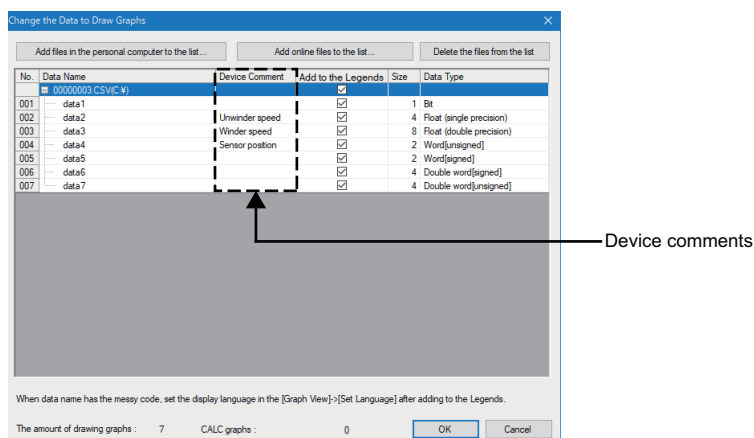 Change the Data to Draw Graphs
Add files in the personal computer to the list... Add online files to the list... Delete the files from the list
No. Data Name Device Comment Add to the Legends Size Data Type
00000003.CSV(C:¥)
001 data1 1 Bit
002 data2 Unwinder speed 4 Float (single precision)
003 data3 Winder speed 8 Float (double precision)
004 data4 Sensor position 2 Word[unsigned]
005 data5 2 Word[signed]
006 data6 4 Double word[signed]
007 data7 4 Double word[unsigned]
Device comments
When data name has the messy code, set the display language in the [Graph View]->[Set Language] after adding to the Legends.
The amount of drawing graphs : 7 CALC graphs : 0 OK Cancel